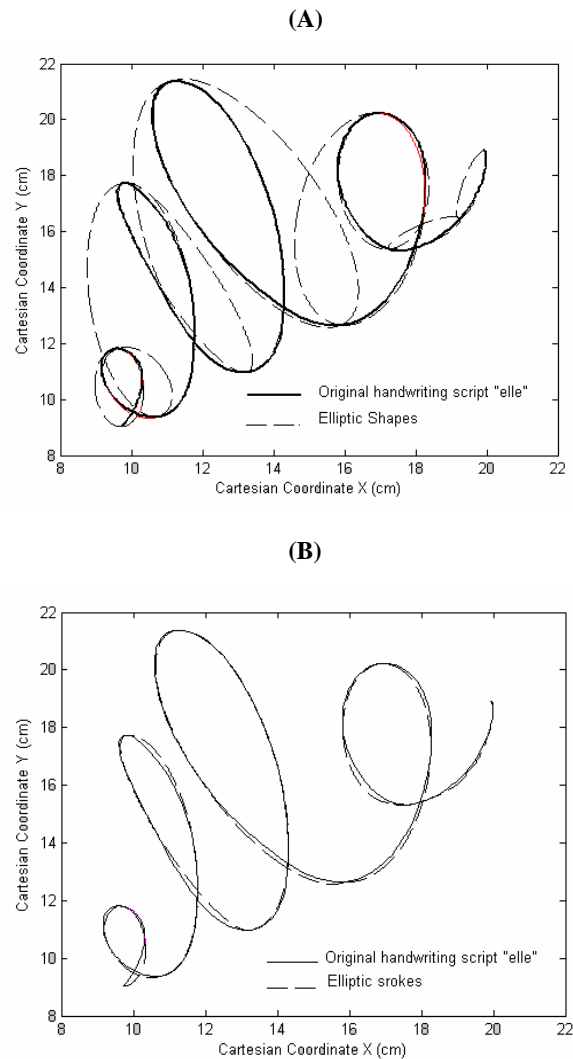 (A)
22
20
18
16
14
12
10
8
Cartesian Coordinate Y (cm)
Original handwriting script "elle"
Elliptic Shapes
8 10 12 14 16 18 20 22
Cartesian Coordinate X (cm)
(B)
22
20
18
16
14
12
10
8
Cartesian Coordinate Y (cm)
Original handwriting script "elle"
Elliptic srokes
8 10 12 14 16 18 20 22
Cartesian Coordinate X (cm)